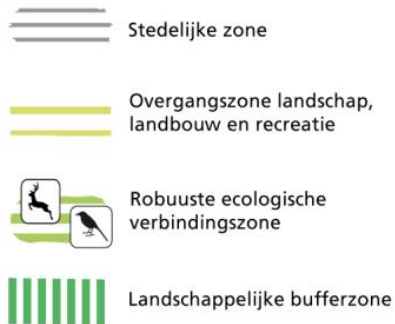 Stedelijke zone
Overgangszone landschap,
landbouw en recreatie
Robuuste ecologische
verbindingszone
Landschappelijke bufferzone